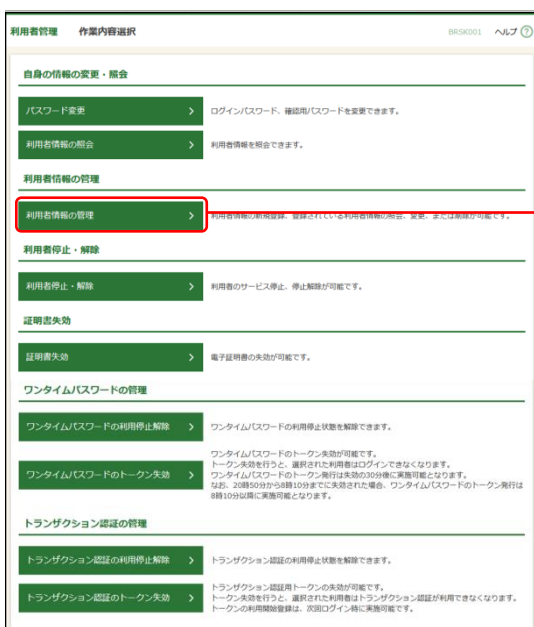 利用者管理 作業内容選択 BRSK001 ヘルプ ?
自身の情報の変更・照会
パスワード変更 ログインパスワード、確認用パスワードを変更できます。
利用者情報の照会 利用者情報を照会できます。
利用者情報の管理
利用者情報の管理 利用者情報の新規登録、登録されている利用者情報の照会、変更、または削除が可能です。
利用者停止・解除
利用者停止・解除 利用者のサービス停止、停止解除が可能です。
証明書失効
証明書失効 電子証明書の失効が可能です。
ワンタイムパスワードの管理
ワンタイムパスワードの利用停止解除 ワンタイムパスワードの利用停止状態を解除できます。
ワンタイムパスワードのトークン失効が可能です。
トークン失効を行うと、選択された利用者はログインできなくなります。
ワンタイムパスワードのトークン失効 ワンタイムパスワードのトークン発行は失効の30分後に実施可能となります。
なお、20時50分から8時10分までに失効された場合、ワンタイムパスワードのトークン発行は
8時10分以降に実施可能となります。
トランザクション認証の管理
トランザクション認証の利用停止解除 トランザクション認証の利用停止状態を解除できます。
トランザクション認証用トークンの失効が可能です。
トランザクション認証のトークン失効 トークン失効を行うと、選択された利用者はトランザクション認証が利用できなくなります。
トークンの利用開始登録は、次回ログイン時に実施可能です。